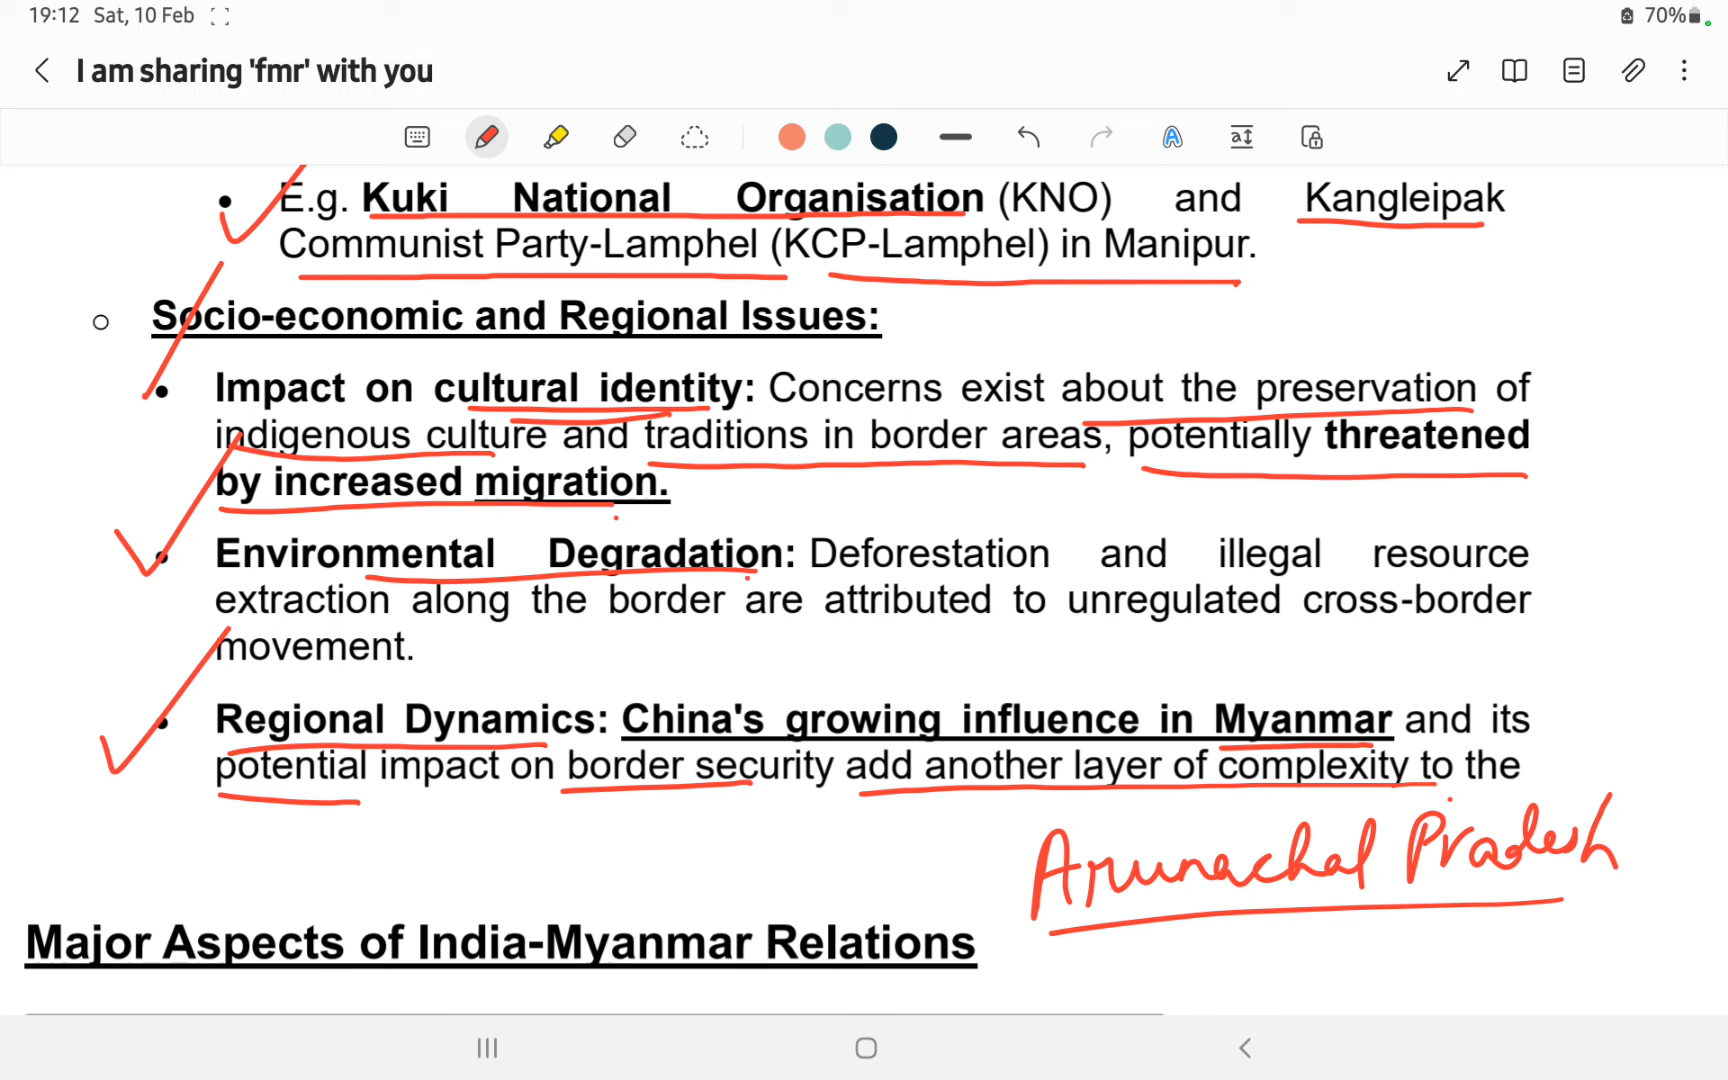 19:12 Sat, 10 Feb
70%
I am sharing 'fmr' with you
• E.g. Kuki National Organisation (KNO) and Kangleipak
Communist Party-Lamphel (KCP-Lamphel) in Manipur.
○ Socio-economic and Regional Issues:
• Impact on cultural identity: Concerns exist about the preservation of
indigenous culture and traditions in border areas, potentially threatened
by increased migration.
• Environmental Degradation: Deforestation and illegal resource
extraction along the border are attributed to unregulated cross-border
movement.
• Regional Dynamics: China's growing influence in Myanmar and its
potential impact on border security add another layer of complexity to the
Arunachal Pradesh
Major Aspects of India-Myanmar Relations